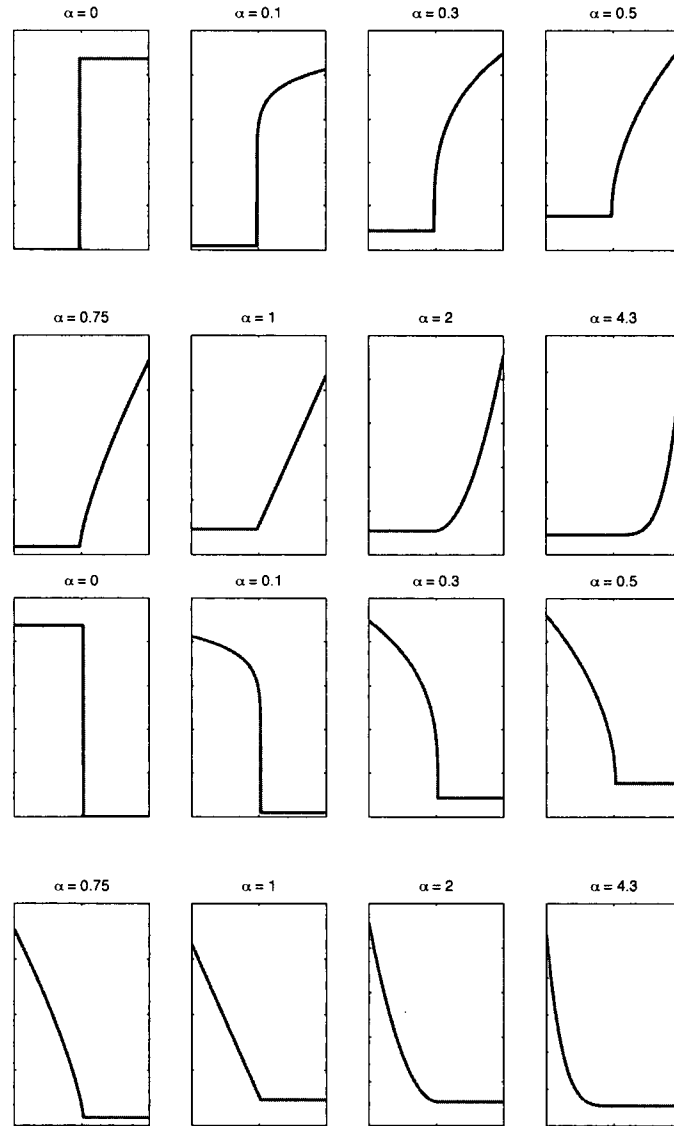 α = 0
α = 0.1
α = 0.3
α = 0.5
α = 0.75
α = 1
α = 2
α = 4.3
α = 0
α = 0.1
α = 0.3
α = 0.5
α = 0.75
α = 1
α = 2
α = 4.3